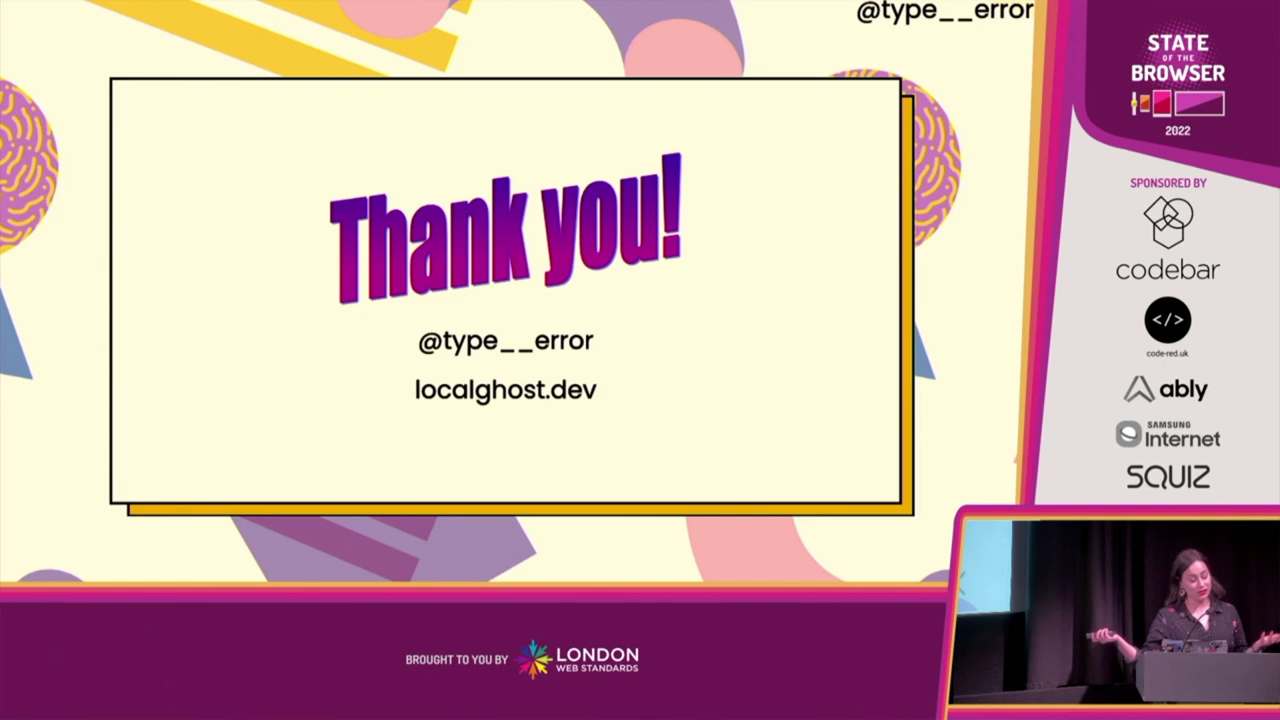 @type__error
Thank you!
@type__error
localghost.dev
STATE
OF THE
BROWSER
2022
SPONSORED BY
codebar
</>
code-red.uk
ably
SAMSUNG
Internet
SQUIZ
BROUGHT TO YOU BY
LONDON
WEB STANDARDS